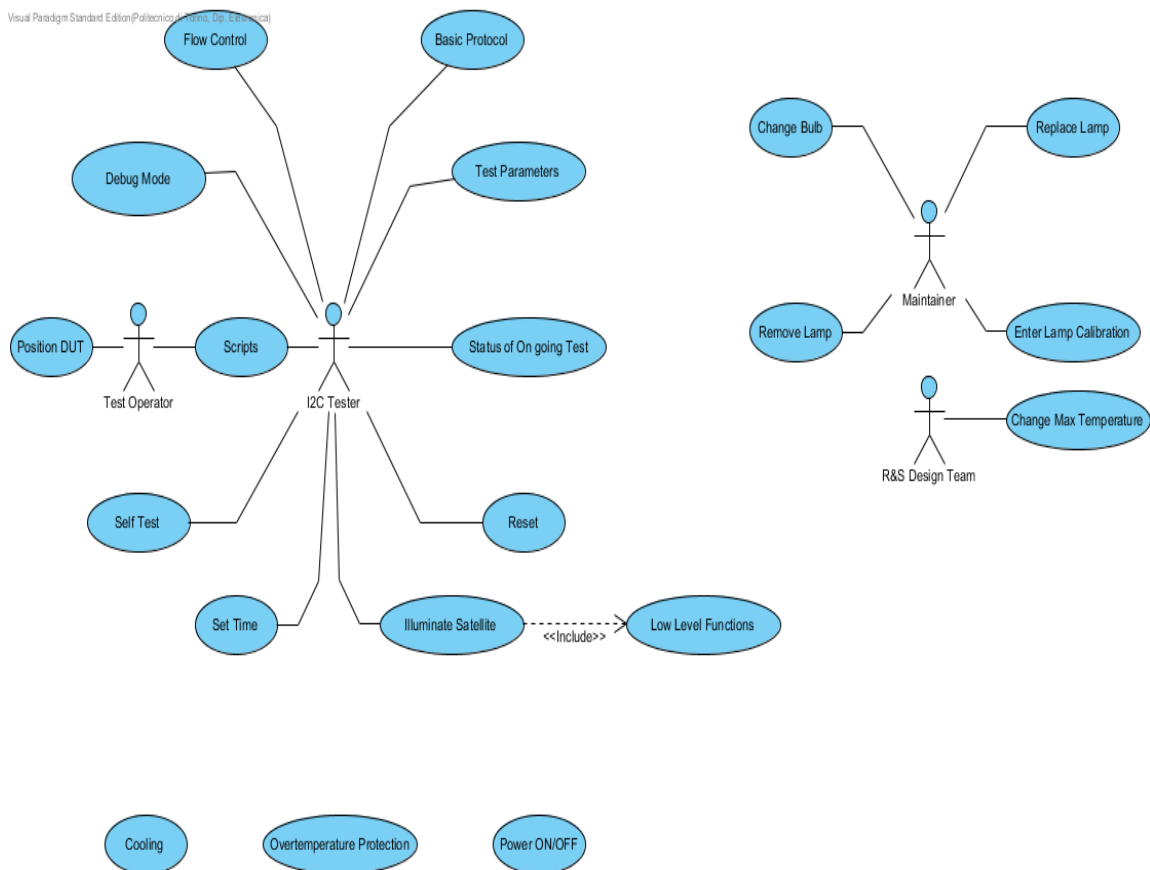 Visual Paradigm Standard Edition(Politecnico di Torino, Dip. Elettronica)
Flow Control
Basic Protocol
Change Bulb
Replace Lamp
Debug Mode
Test Parameters
Maintainer
Position DUT
Scripts
Status of On going Test
Remove Lamp
Enter Lamp Calibration
Test Operator
I2C Tester
Change Max Temperature
R&S Design Team
Self Test
Reset
Set Time
Illuminate Satellite
<<Include>>
Low Level Functions
Cooling
Overtemperature Protection
Power ON/OFF